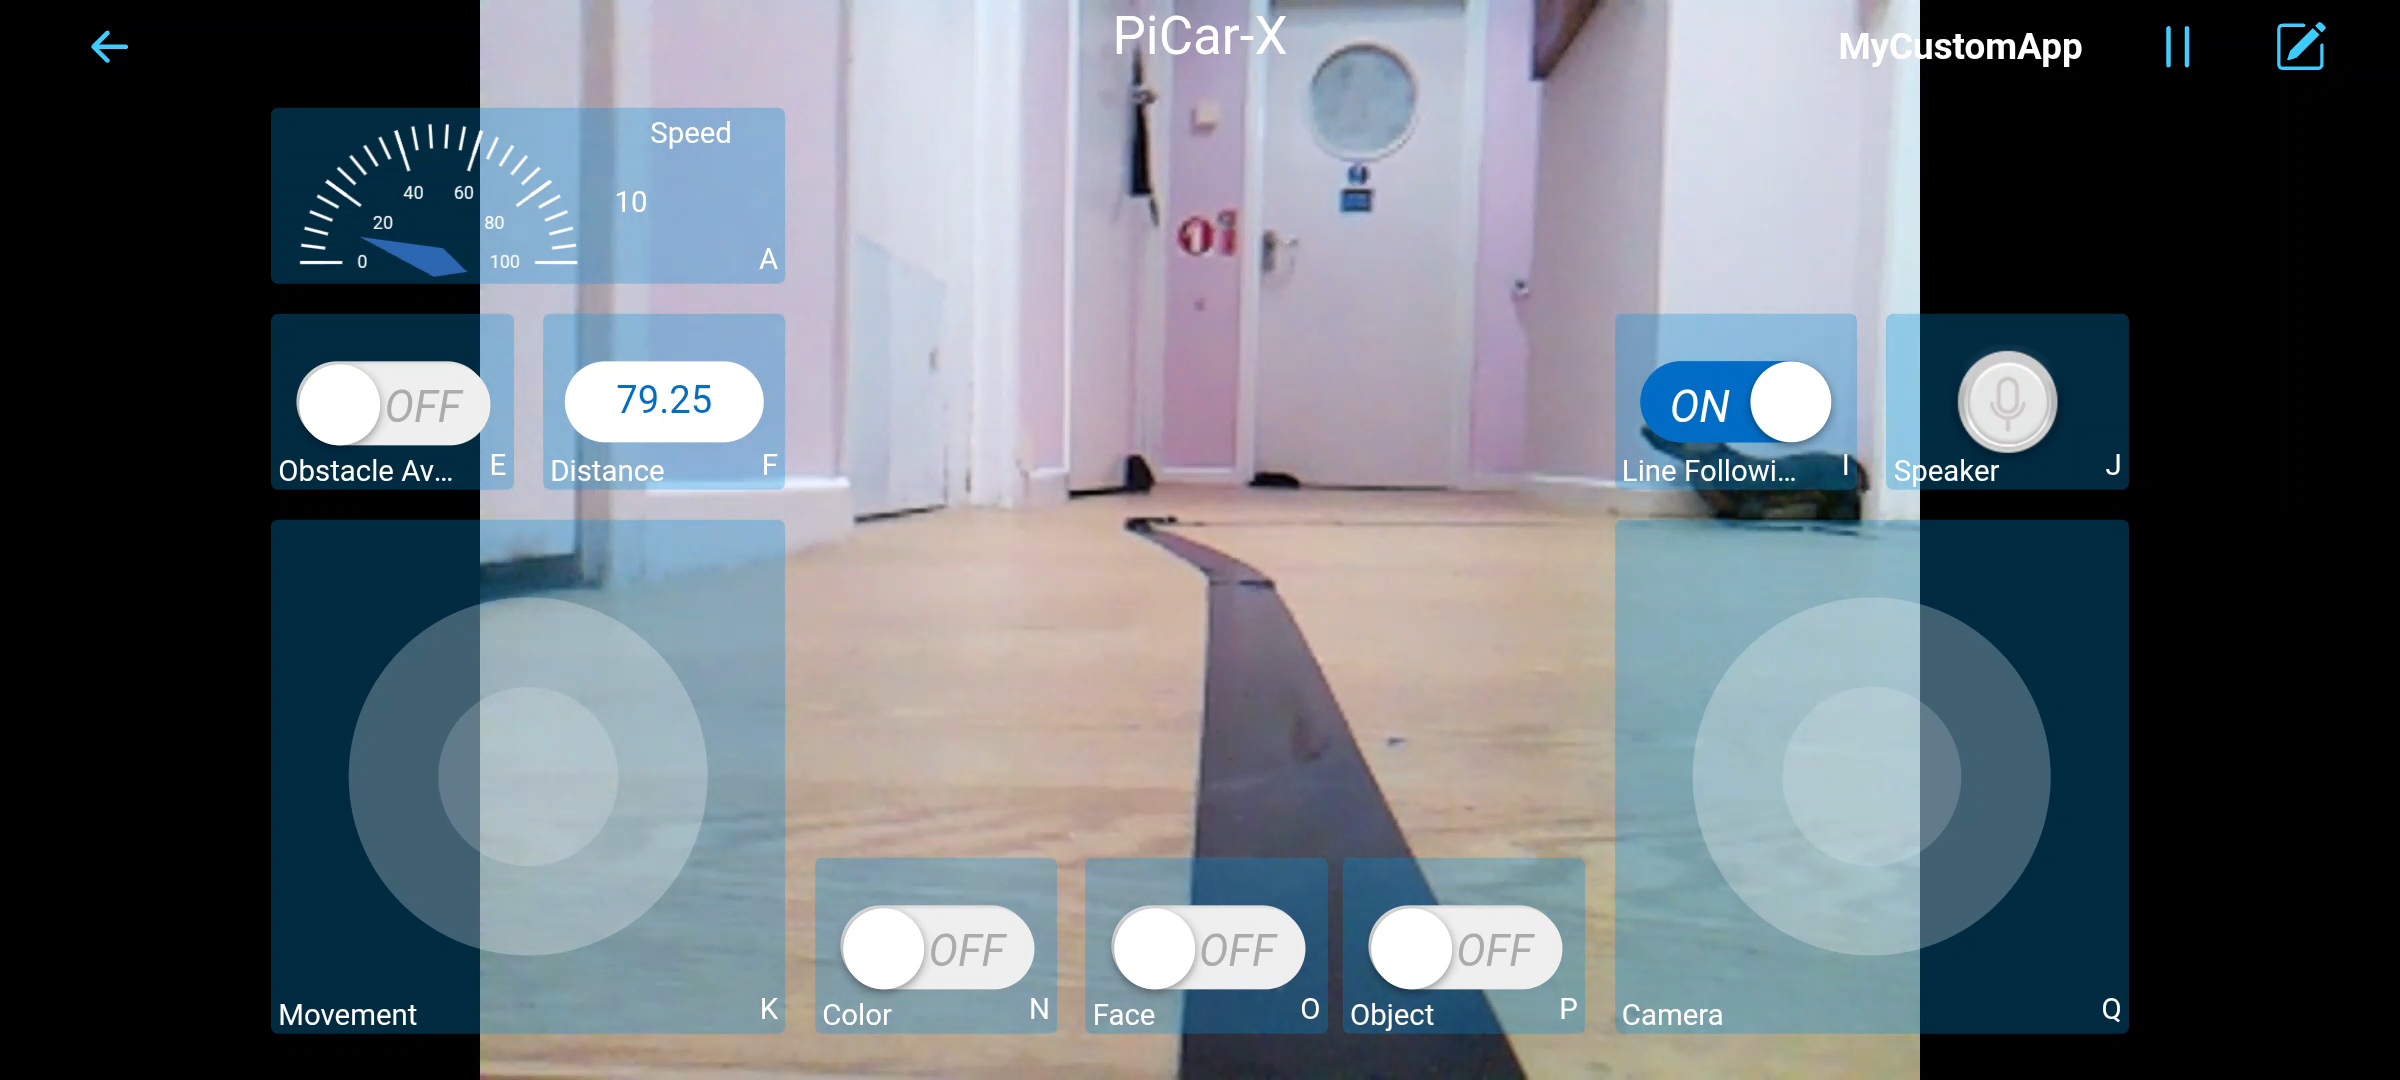 PiCar-X
MyCustomApp
Speed
40 60
20 80
0 100
10
A
OFF
Obstacle Av... E
79.25
Distance F
ON
Line Followi... I
Speaker J
Movement K
OFF
Color N
OFF
Face O
OFF
Object P
Camera Q